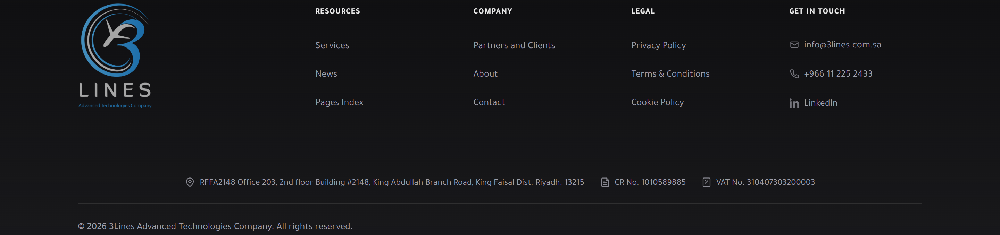 3
LINES
Advanced Technologies Company
RESOURCES
Services
News
Pages Index
COMPANY
Partners and Clients
About
Contact
LEGAL
Privacy Policy
Terms & Conditions
Cookie Policy
GET IN TOUCH
info@3lines.com.sa
+966 11 225 2433
in LinkedIn
RFFA2148 Office 203, 2nd floor Building #2148, King Abdullah Branch Road, King Faisal Dist. Riyadh. 13215 CR No. 1010589885 VAT No. 310407303200003
© 2026 3Lines Advanced Technologies Company. All rights reserved.